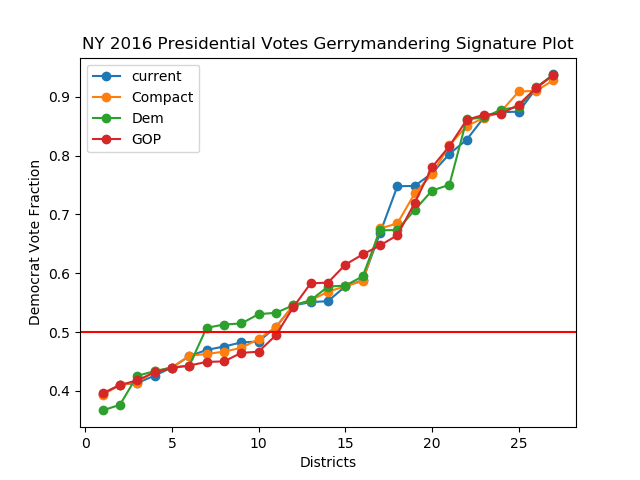 NY 2016 Presidential Votes Gerrymandering Signature Plot
current
Compact
Dem
GOP
0.9
0.8
0.7
0.6
0.5
0.4
Democrat Vote Fraction
0 5 10 15 20 25
Districts